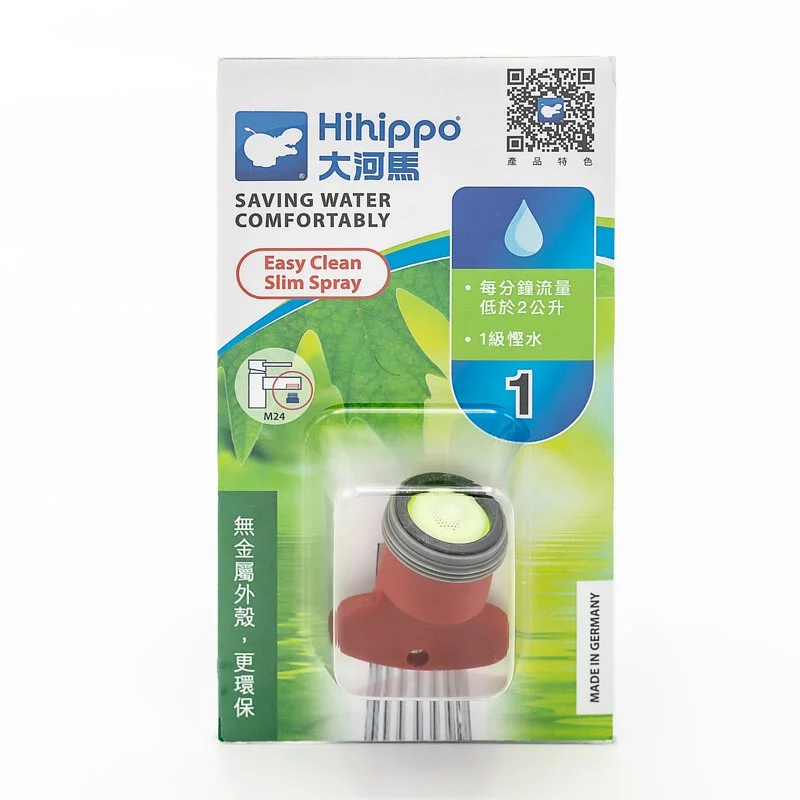 Hihippo®
大河馬
®
SAVING WATER
COMFORTABLY
Easy Clean
Slim Spray
M24
產品特色
•每分鐘流量
低於2公升
•1級慳水
1
無金屬外殼，更環保
MADE IN GERMANY